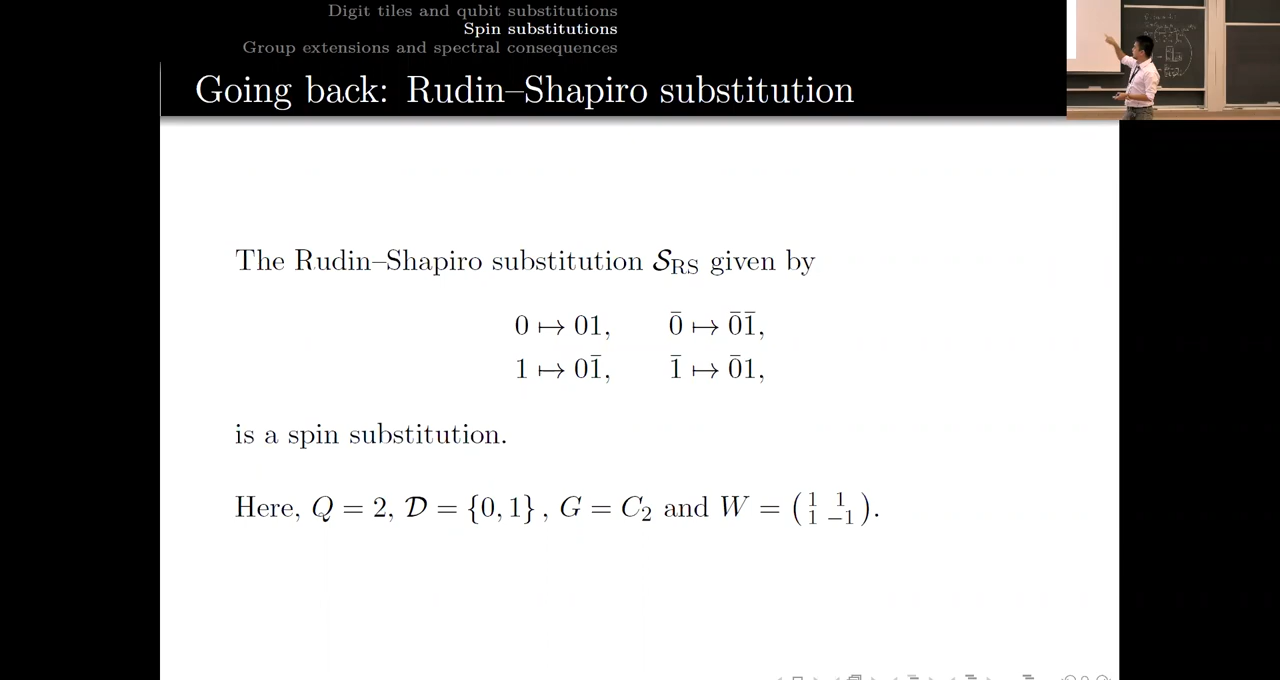 Digit tiles and qubit substitutions
Spin substitutions
Group extensions and spectral consequences
Going back: Rudin–Shapiro substitution
The Rudin–Shapiro substitution 𝒮_RS given by
0 ↦ 01, 0̄ ↦ 0̄1̄,
1 ↦ 01̄, 1̄ ↦ 0̄1,
is a spin substitution.
Here, Q = 2, 𝒟 = {0, 1}, G = C₂ and W = (1 1 / 1 −1).